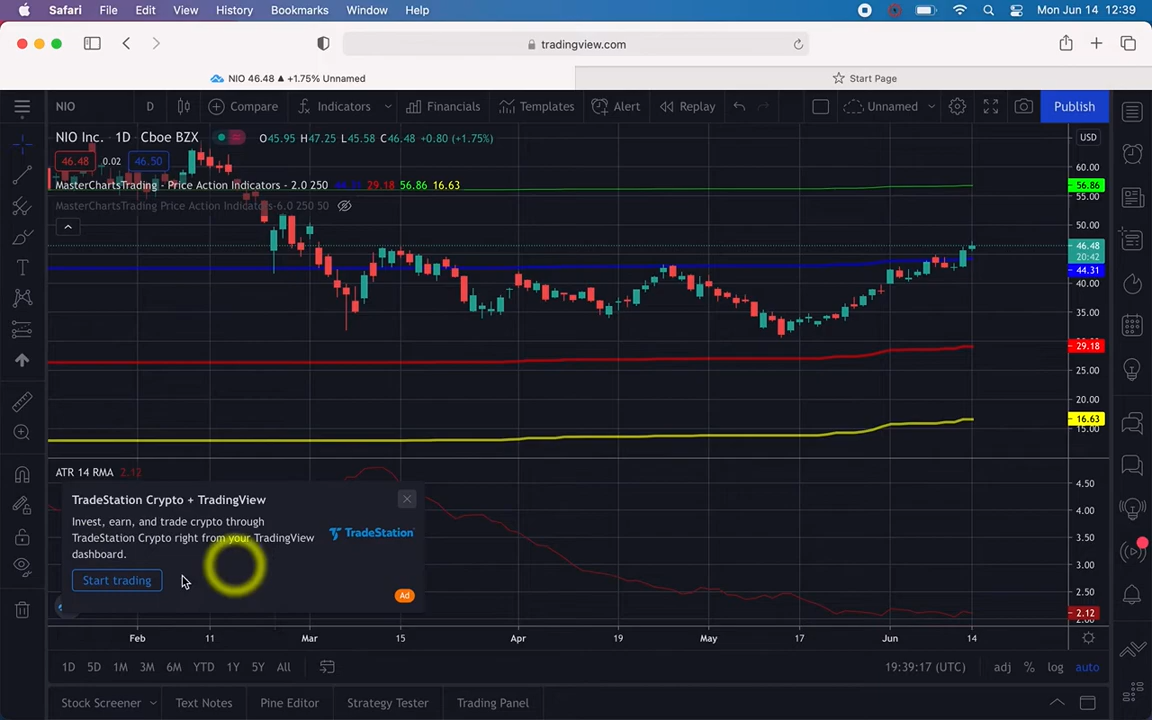 Safari File Edit View History Bookmarks Window Help Mon Jun 14 12:39
tradingview.com
NIO 46.48 ▲ +1.75% Unnamed
Start Page
NIO D Compare Indicators Financials Templates Alert Replay Unnamed Publish
NIO Inc. · 1D · Cboe BZX O45.95 H47.25 L45.58 C46.48 +0.80 (+1.75%)
USD
46.48 0.02 46.50
MasterChartsTrading - Price Action Indicators - 2.0 250 44.31 29.18 56.86 16.63
MasterChartsTrading Price Action Indicators-6.0 250 50
60.00
56.86
55.00
50.00
46.48
20:42
44.31
40.00
35.00
29.18
25.00
20.00
16.63
15.00
ATR 14 RMA 2.12
4.50
4.00
3.50
3.00
2.50
2.12
2.00
TradeStation Crypto + TradingView
Invest, earn, and trade crypto through
TradeStation Crypto right from your TradingView
dashboard.
TradeStation
Start trading
Ad
Feb 11 Mar 15 Apr 19 May 17 Jun 14
1D 5D 1M 3M 6M YTD 1Y 5Y All 19:39:17 (UTC) adj % log auto
Stock Screener Text Notes Pine Editor Strategy Tester Trading Panel